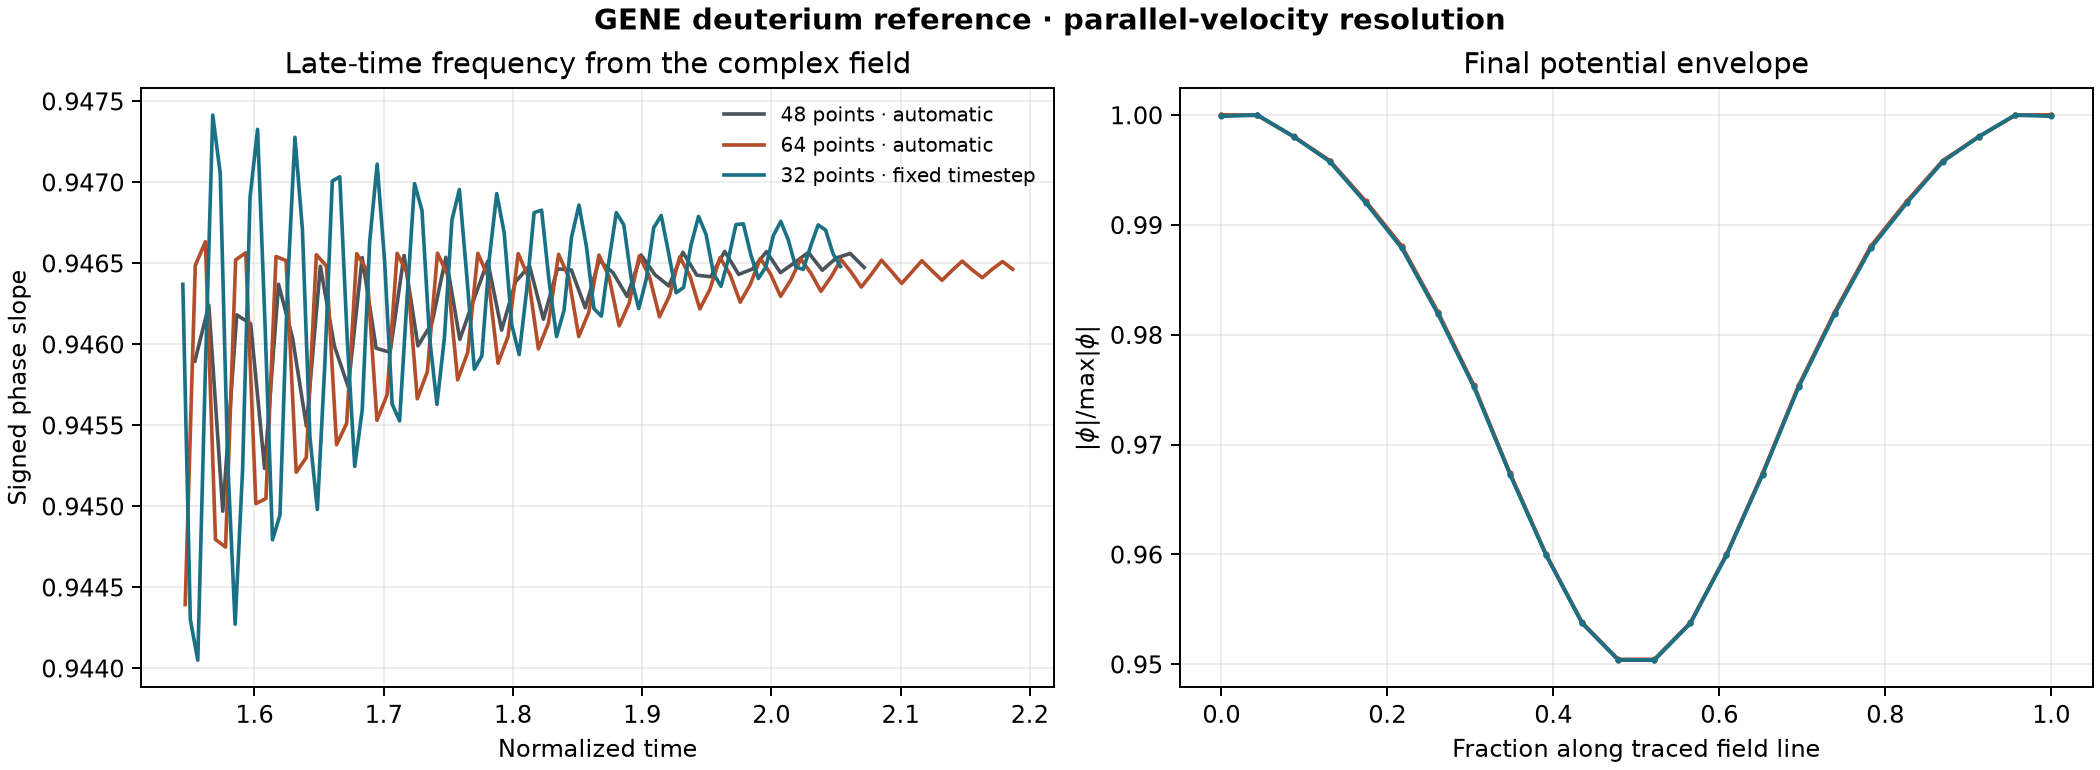 GENE deuterium reference · parallel-velocity resolution
Late-time frequency from the complex field
Signed phase slope
0.9475
0.9470
0.9465
0.9460
0.9455
0.9450
0.9445
0.9440
48 points · automatic
64 points · automatic
32 points · fixed timestep
1.6 1.7 1.8 1.9 2.0 2.1 2.2
Normalized time
Final potential envelope
|ϕ|/max|ϕ|
1.00
0.99
0.98
0.97
0.96
0.95
0.0 0.2 0.4 0.6 0.8 1.0
Fraction along traced field line